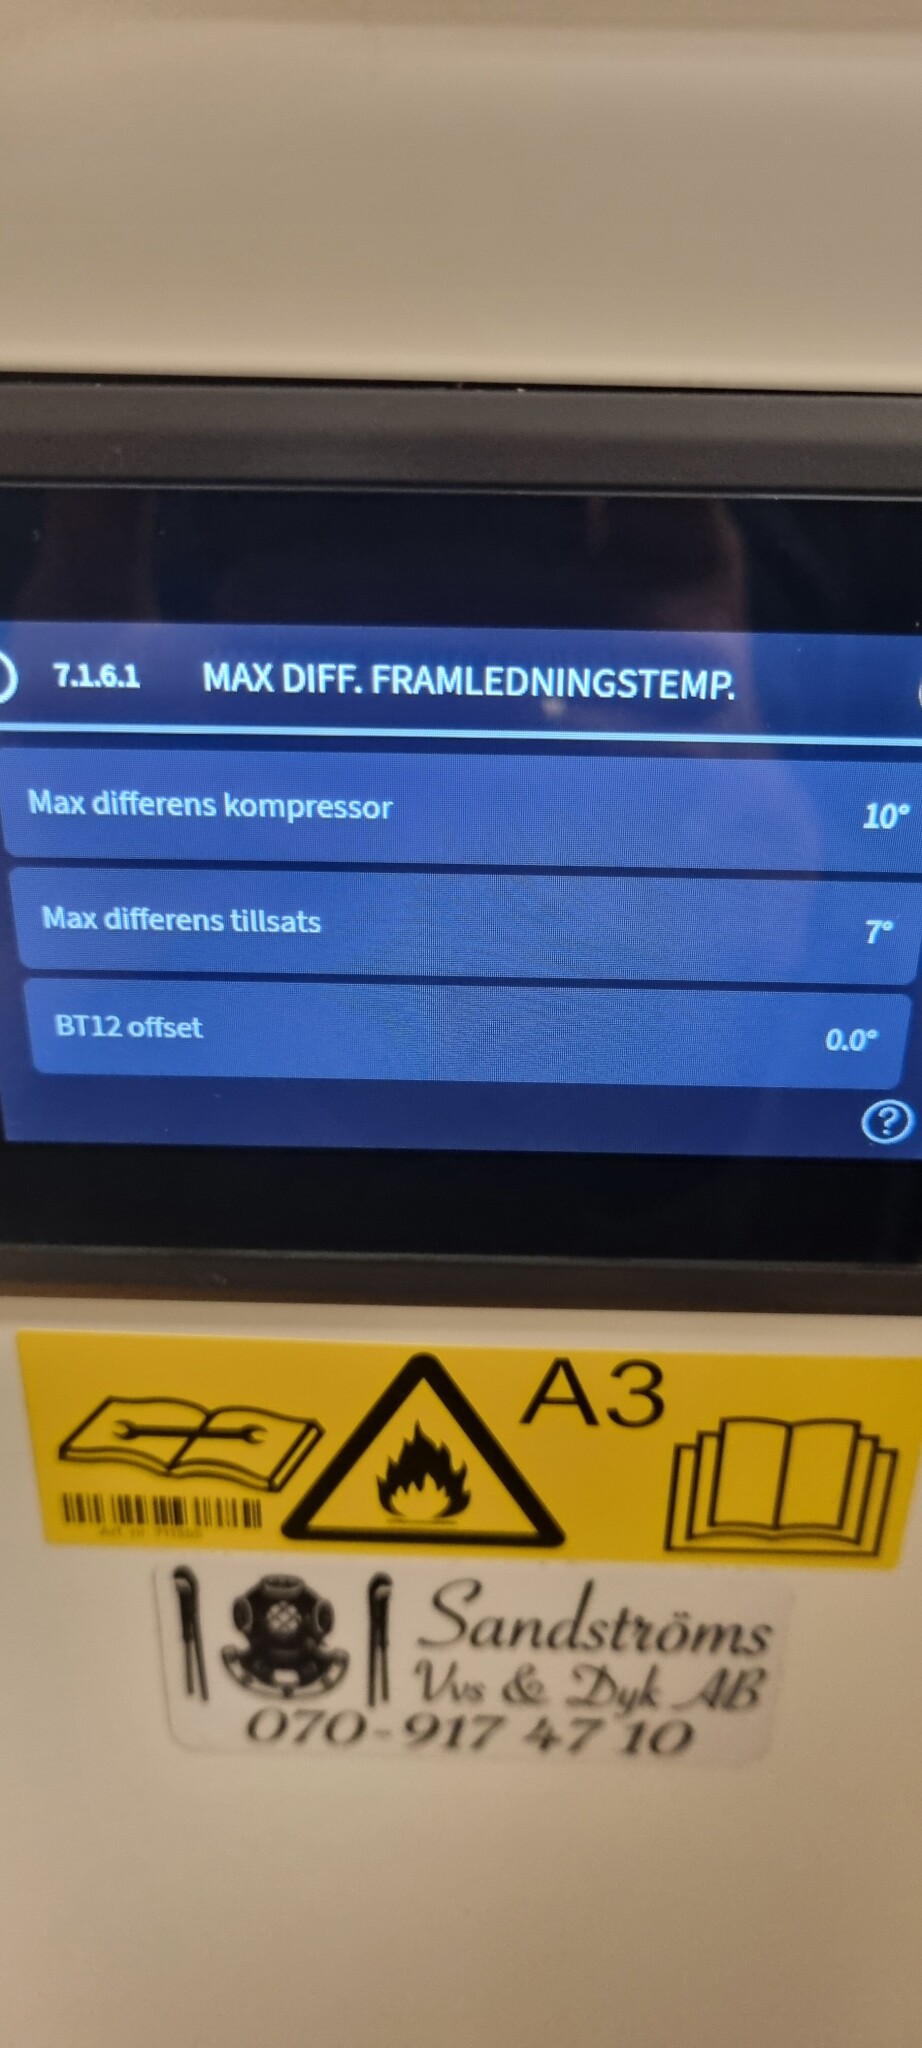 7.1.6.1 MAX DIFF. FRAMLEDNINGSTEMP.
Max differens kompressor 10°
Max differens tillsats 7°
BT12 offset 0.0°
?
A3
Sandströms
Vvs & Dyk AB
070-917 47 10